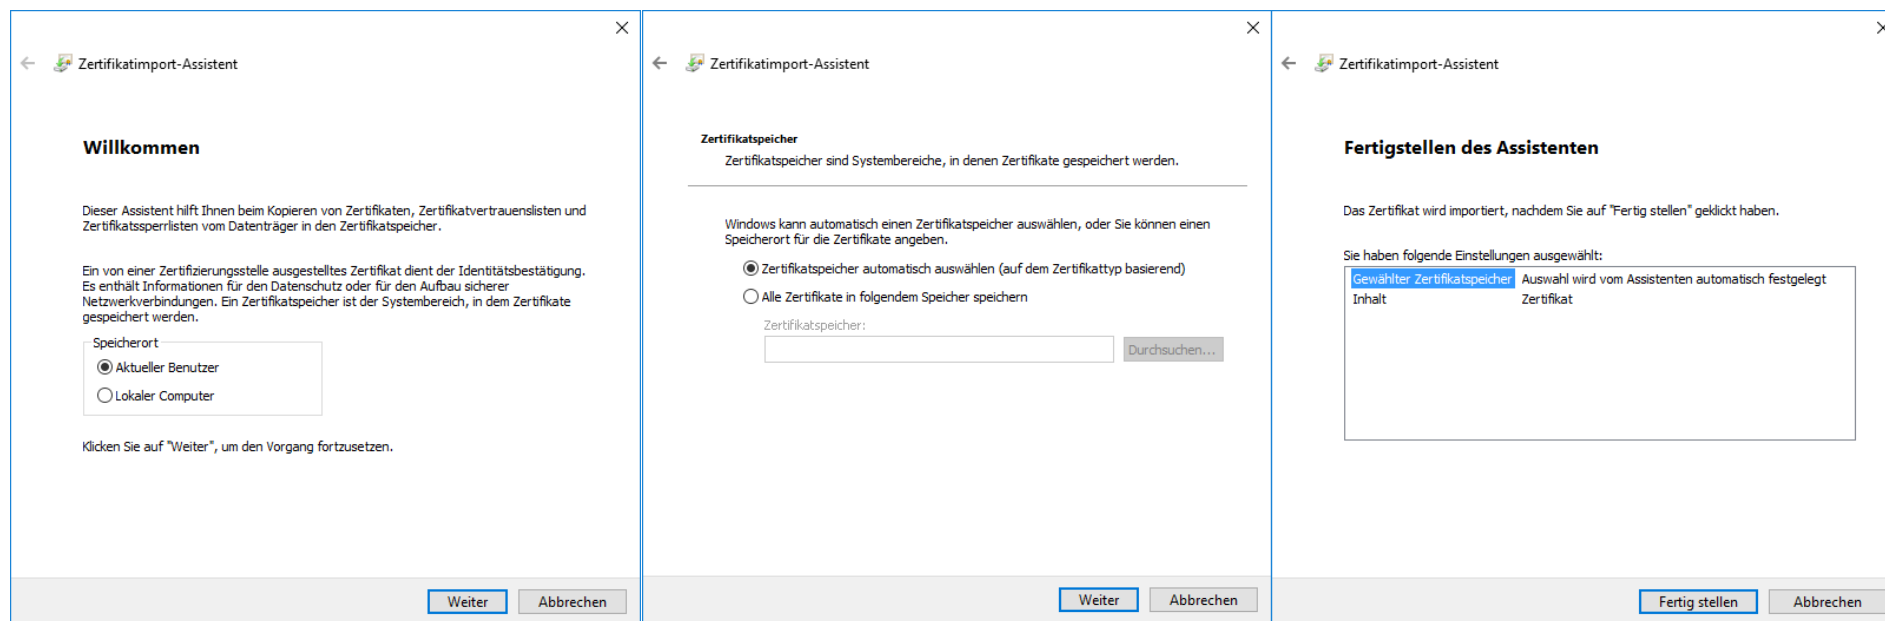 Zertifikatimport-Assistent
Willkommen
Dieser Assistent hilft Ihnen beim Kopieren von Zertifikaten, Zertifikatvertrauenslisten und
Zertifikatssperrlisten vom Datenträger in den Zertifikatspeicher.
Ein von einer Zertifizierungsstelle ausgestelltes Zertifikat dient der Identitätsbestätigung.
Es enthält Informationen für den Datenschutz oder für den Aufbau sicherer
Netzwerkverbindungen. Ein Zertifikatspeicher ist der Systembereich, in dem Zertifikate
gespeichert werden.
Speicherort
Aktueller Benutzer
Lokaler Computer
Klicken Sie auf "Weiter", um den Vorgang fortzusetzen.
Weiter
Abbrechen
Zertifikatimport-Assistent
Zertifikatspeicher
Zertifikatspeicher sind Systembereiche, in denen Zertifikate gespeichert werden.
Windows kann automatisch einen Zertifikatspeicher auswählen, oder Sie können einen
Speicherort für die Zertifikate angeben.
Zertifikatspeicher automatisch auswählen (auf dem Zertifikattyp basierend)
Alle Zertifikate in folgendem Speicher speichern
Zertifikatspeicher:
Durchsuchen...
Weiter
Abbrechen
Zertifikatimport-Assistent
Fertigstellen des Assistenten
Das Zertifikat wird importiert, nachdem Sie auf "Fertig stellen" geklickt haben.
Sie haben folgende Einstellungen ausgewählt:
Gewählter Zertifikatspeicher Auswahl wird vom Assistenten automatisch festgelegt
Inhalt Zertifikat
Fertig stellen
Abbrechen